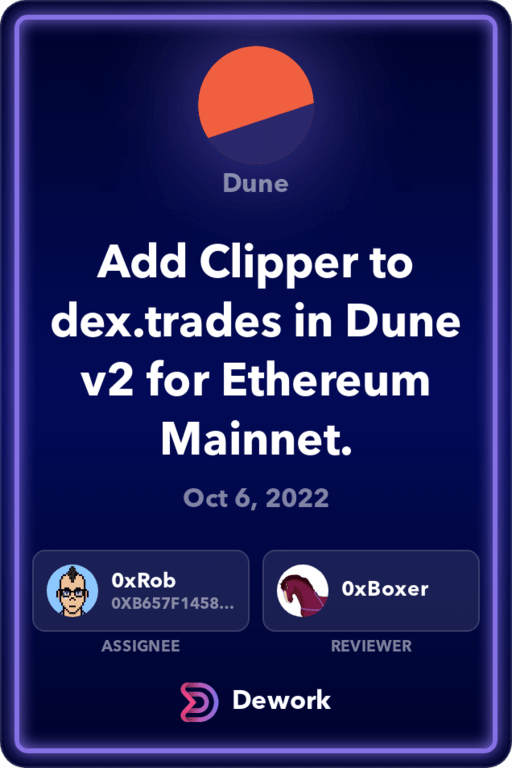 Dune
Add Clipper to
dex.trades in Dune
v2 for Ethereum
Mainnet.
Oct 6, 2022
0xRob
0XB657F1458...
0xBoxer
ASSIGNEE
REVIEWER
Dework